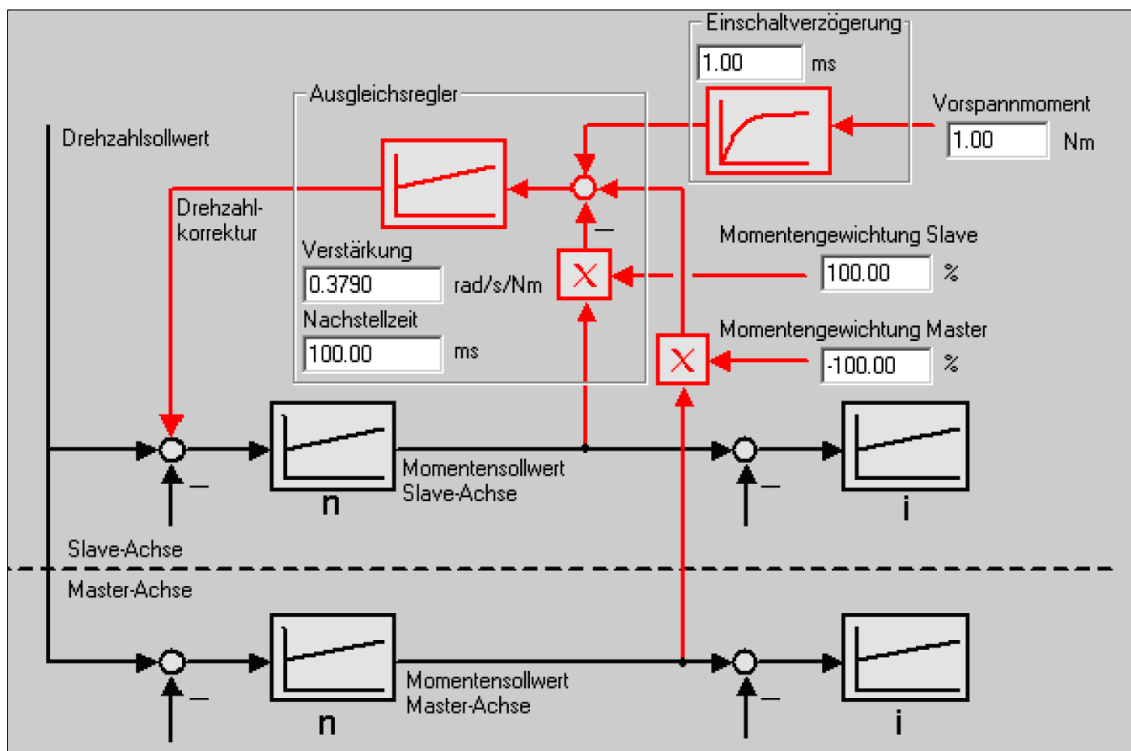 Einschaltverzögerung
1.00 ms
Ausgleichsregler
Vorspannmoment
1.00 Nm
Drehzahlsollwert
Drehzahl-
korrektur
Verstärkung
0.3790 rad/s/Nm
Nachstellzeit
100.00 ms
X
Momentengewichtung Slave
100.00 %
X
Momentengewichtung Master
-100.00 %
n
Momentensollwert
Slave-Achse
i
Slave-Achse
Master-Achse
n
Momentensollwert
Master-Achse
i